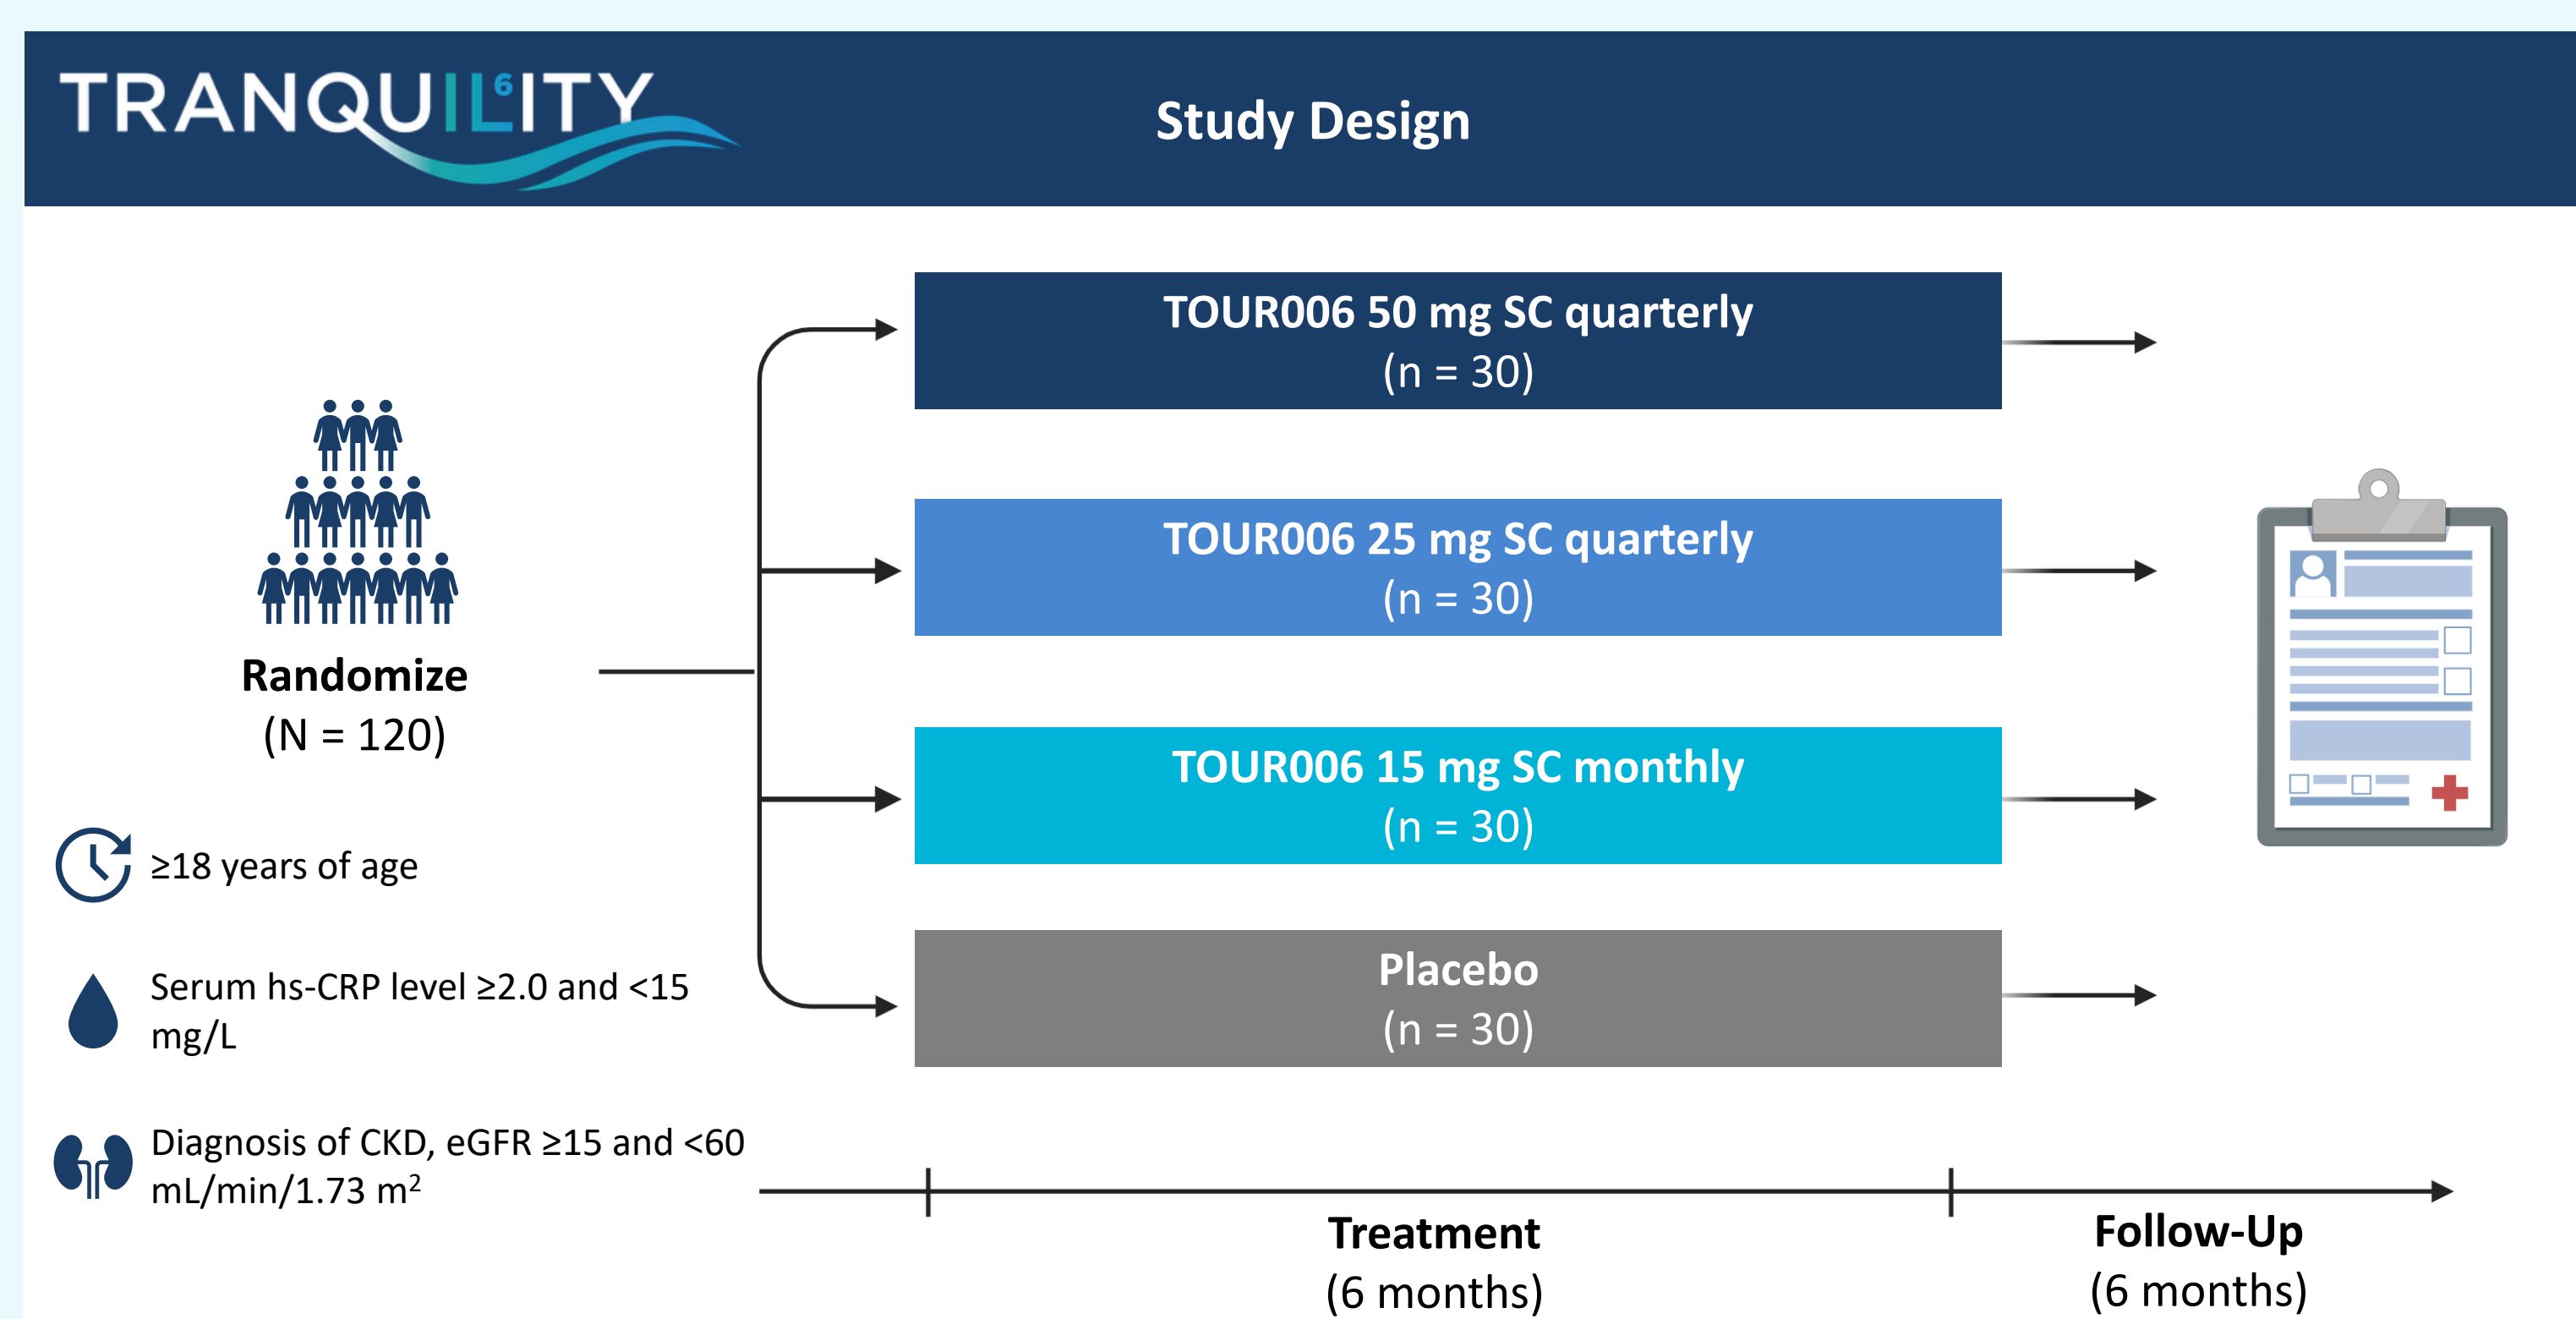 TRANQUIL6ITY
Study Design
TOUR006 50 mg SC quarterly
(n = 30)
TOUR006 25 mg SC quarterly
(n = 30)
Randomize
(N = 120)
TOUR006 15 mg SC monthly
(n = 30)
≥18 years of age
Serum hs-CRP level ≥2.0 and <15
mg/L
Placebo
(n = 30)
Diagnosis of CKD, eGFR ≥15 and <60
mL/min/1.73 m²
Treatment
(6 months)
Follow-Up
(6 months)